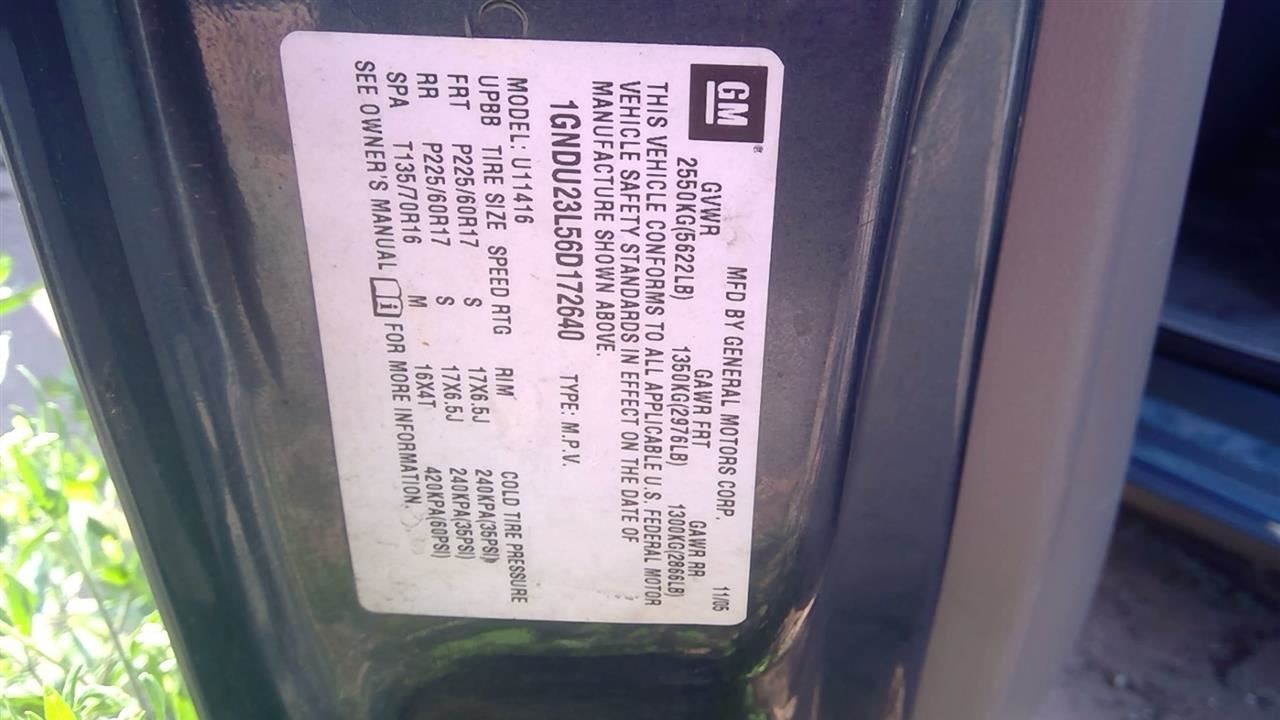 GM
MFD BY GENERAL MOTORS CORP. 11/05
GVWR GAWR FRT GAWR RR
2550KG(5622LB) 1350KG(2976LB) 1300KG(2866LB)
THIS VEHICLE CONFORMS TO ALL APPLICABLE U.S. FEDERAL MOTOR
VEHICLE SAFETY STANDARDS IN EFFECT ON THE DATE OF
MANUFACTURE SHOWN ABOVE.
1GNDU23L56D172640 TYPE: M.P.V.
MODEL: U11416
UPBB TIRE SIZE SPEED RTG RIM COLD TIRE PRESSURE
FRT P225/60R17 S 17X6.5J 240KPA(35PSI)
RR P225/60R17 S 17X6.5J 240KPA(35PSI)
SPA T135/70R16 M 16X4T 420KPA(60PSI)
SEE OWNER'S MANUAL i FOR MORE INFORMATION.